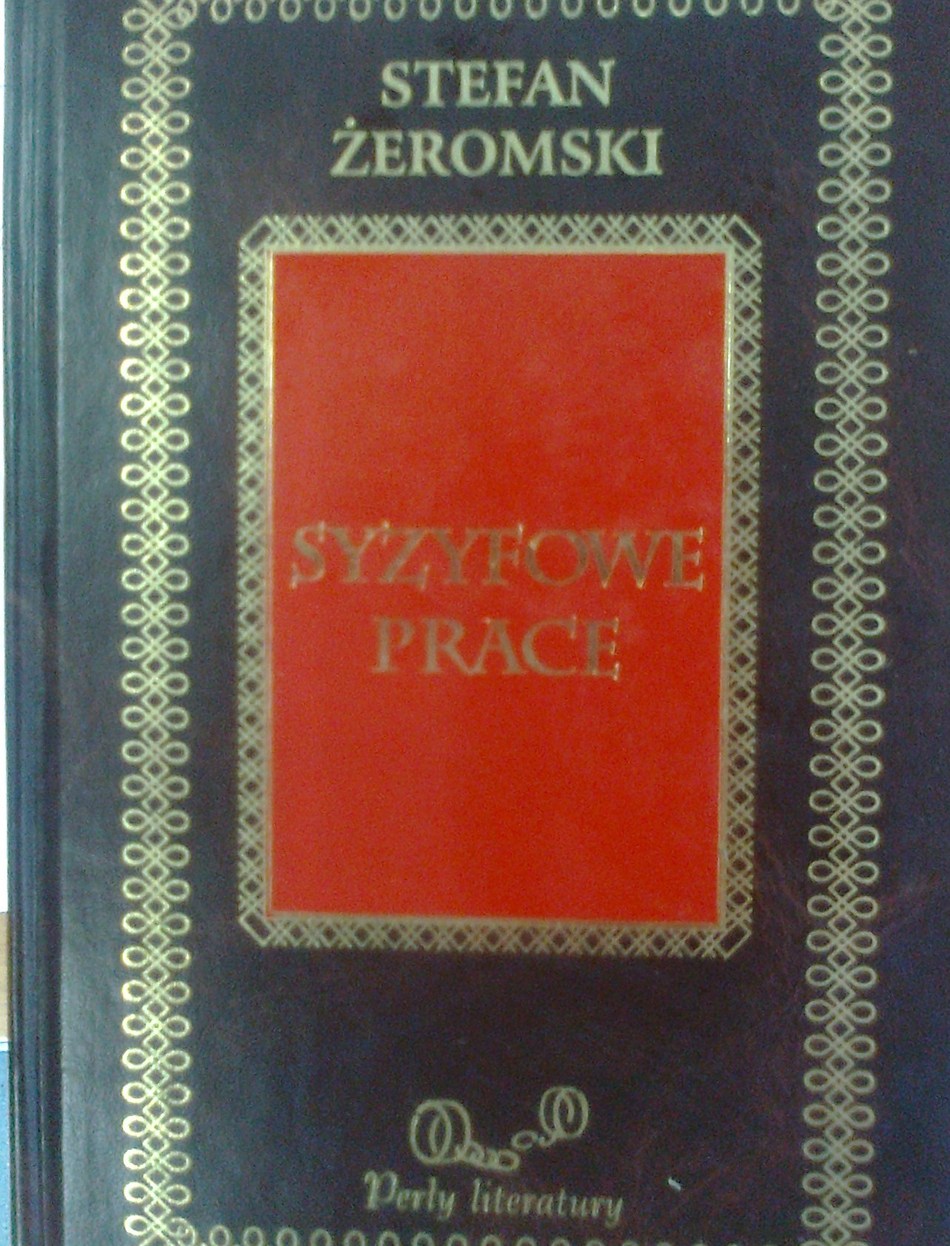 STEFAN
ŻEROMSKI
SYZYFOWE
PRACE
Perły literatury